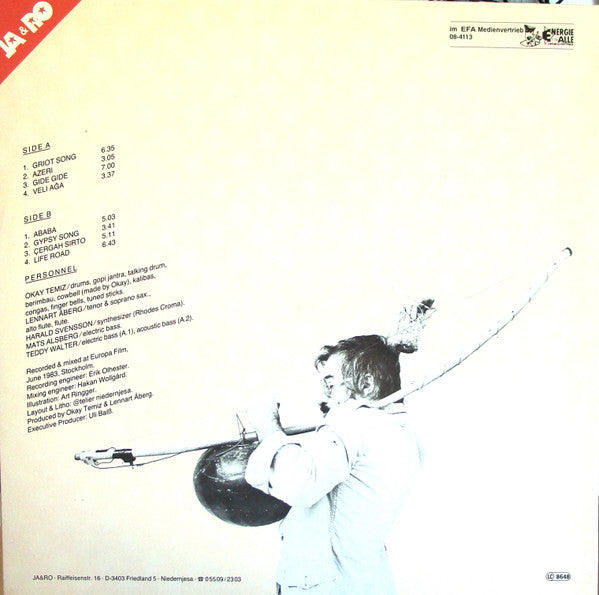 JA & RO
im EFA Medienvertrieb
08-4113
ENERGIE
ALLE
SIDE A
1. GRIOT SONG 6.35
2. AZERI 3.05
3. GIDE GIDE 7.00
4. VELI AĞA 3.37
SIDE B
1. ABABA 5.03
2. GYPSY SONG 3.41
3. ÇERGAH SIRTO 5.11
4. LIFE ROAD 6.43
PERSONNEL
OKAY TEMIZ/drums, gopi jantra, talking drum,
berimbau, cowbell (made by Okay), kalibas,
congas, finger bells, tuned sticks.
LENNART ÅBERG/tenor & soprano sax.,
alto flute, flute.
HARALD SVENSSON/synthesizer (Rhodes Croma).
MATS ALSBERG/electric bass.
TEDDY WALTER/electric bass (A.1), acoustic bass (A.2).
Recorded & mixed at Europa Film,
June 1983, Stockholm.
Recording engineer: Erik Olhester.
Mixing engineer: Hakan Wollgård.
Illustration: Art Ringger.
Layout & Litho: @telier niedernjesa.
Produced by Okay Temiz & Lennart Åberg.
Executive Producer: Uli Balß.
JA&RO · Raiffeisenstr. 16 · D-3403 Friedland 5 · Niedernjesa · ☎ 05509/2303
LC 8648